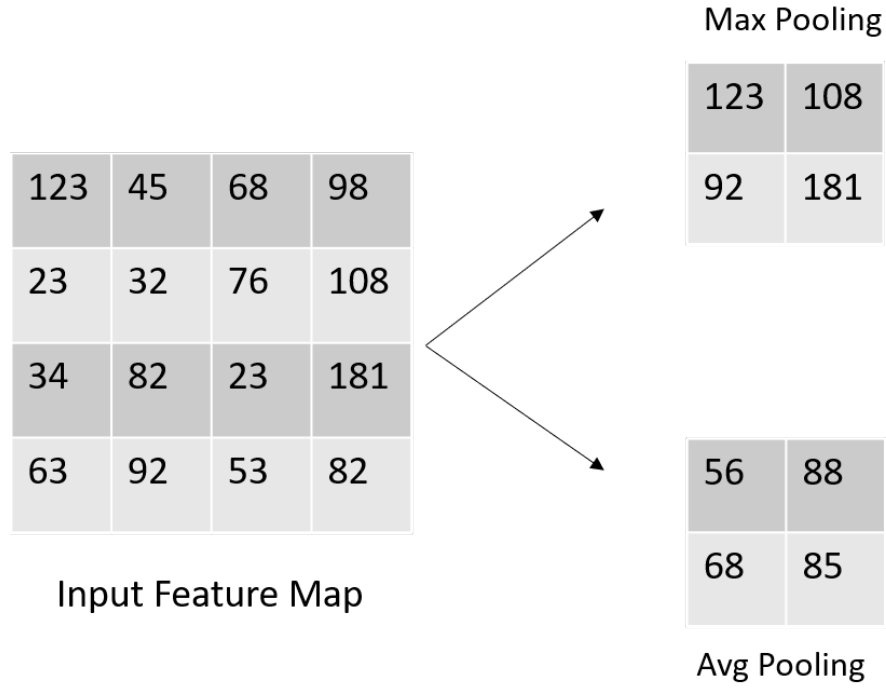 Max Pooling
123 108
92 181
123 45 68 98
23 32 76 108
34 82 23 181
63 92 53 82
Input Feature Map
56 88
68 85
Avg Pooling